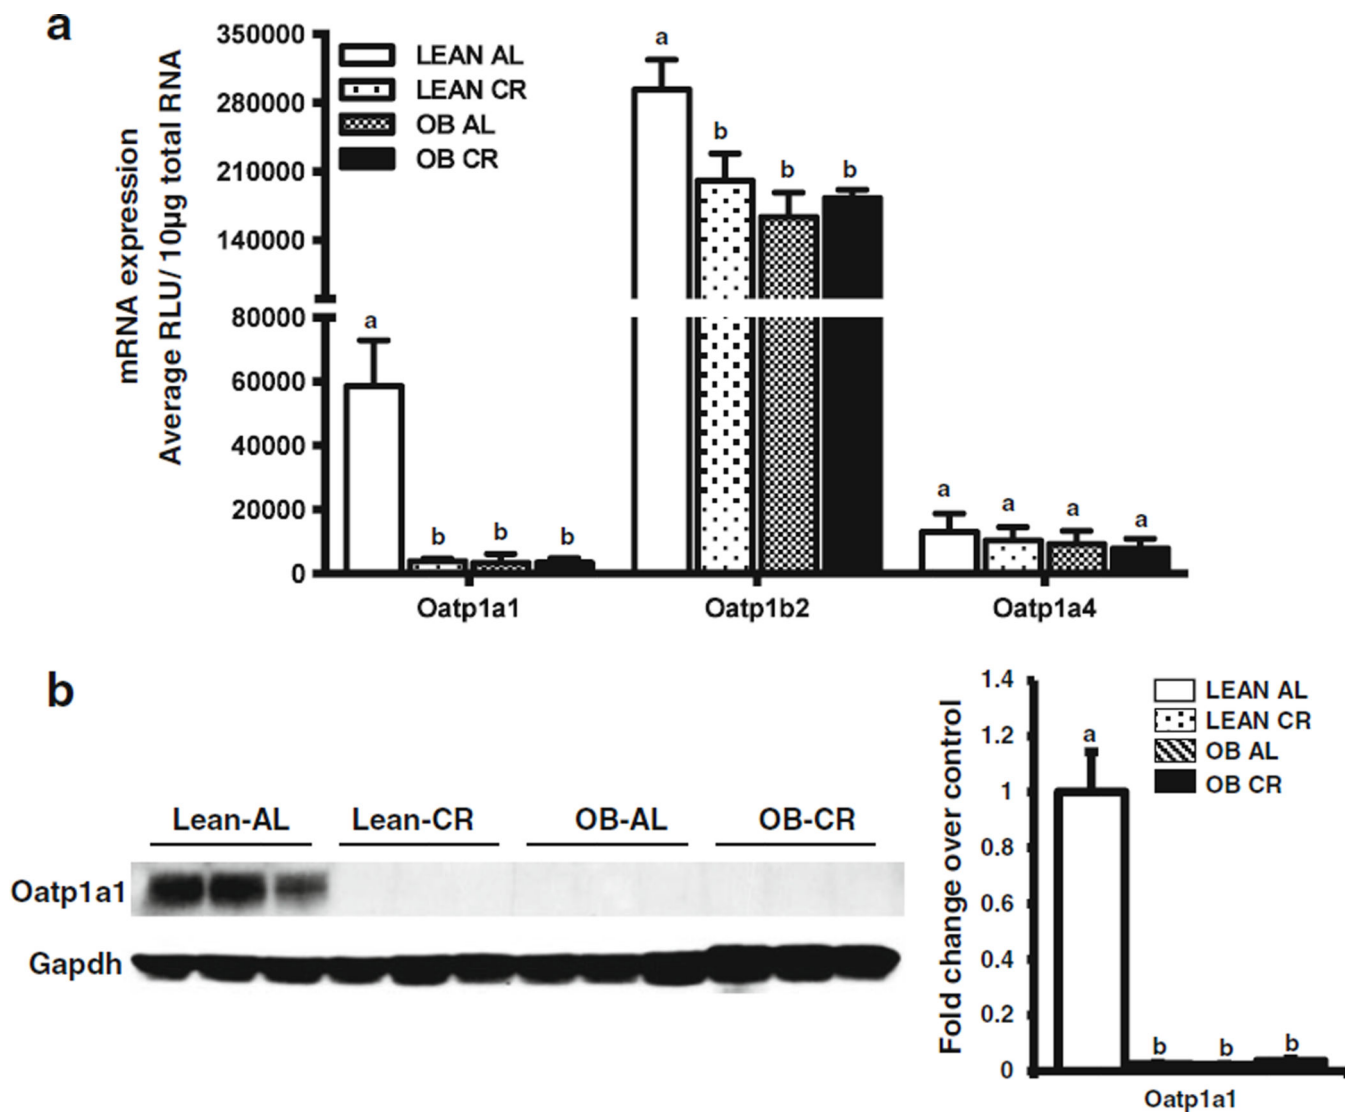 a
mRNA expression
Average RLU/ 10µg total RNA
350000
280000
210000
140000
80000
60000
40000
20000
0
LEAN AL
LEAN CR
OB AL
OB CR
a
b
b
b
a
b
b
b
a
a
a
a
Oatp1a1
Oatp1b2
Oatp1a4
b
Lean-AL
Lean-CR
OB-AL
OB-CR
Oatp1a1
Gapdh
Fold change over control
1.4
1.2
1
0.8
0.6
0.4
0.2
0
LEAN AL
LEAN CR
OB AL
OB CR
a
b
b
b
Oatp1a1